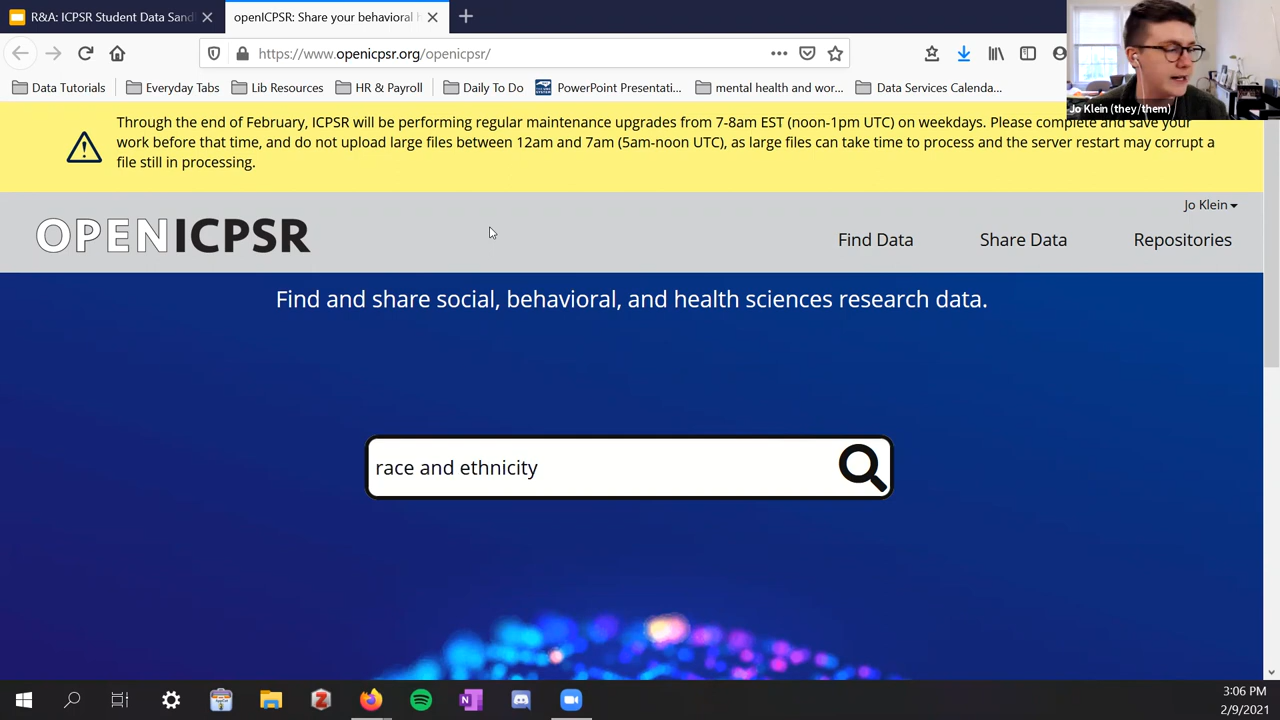 R&A: ICPSR Student Data Sand
openICPSR: Share your behavioral h
https://www.openicpsr.org/openicpsr/
Data Tutorials
Everyday Tabs
Lib Resources
HR & Payroll
Daily To Do
PowerPoint Presentati...
mental health and wor...
Data Services Calenda...
Jo Klein (they/them)
Through the end of February, ICPSR will be performing regular maintenance upgrades from 7-8am EST (noon-1pm UTC) on weekdays. Please complete and save your
work before that time, and do not upload large files between 12am and 7am (5am-noon UTC), as large files can take time to process and the server restart may corrupt a
file still in processing.
Jo Klein
OPENICPSR
Find Data
Share Data
Repositories
Find and share social, behavioral, and health sciences research data.
race and ethnicity
3:06 PM
2/9/2021